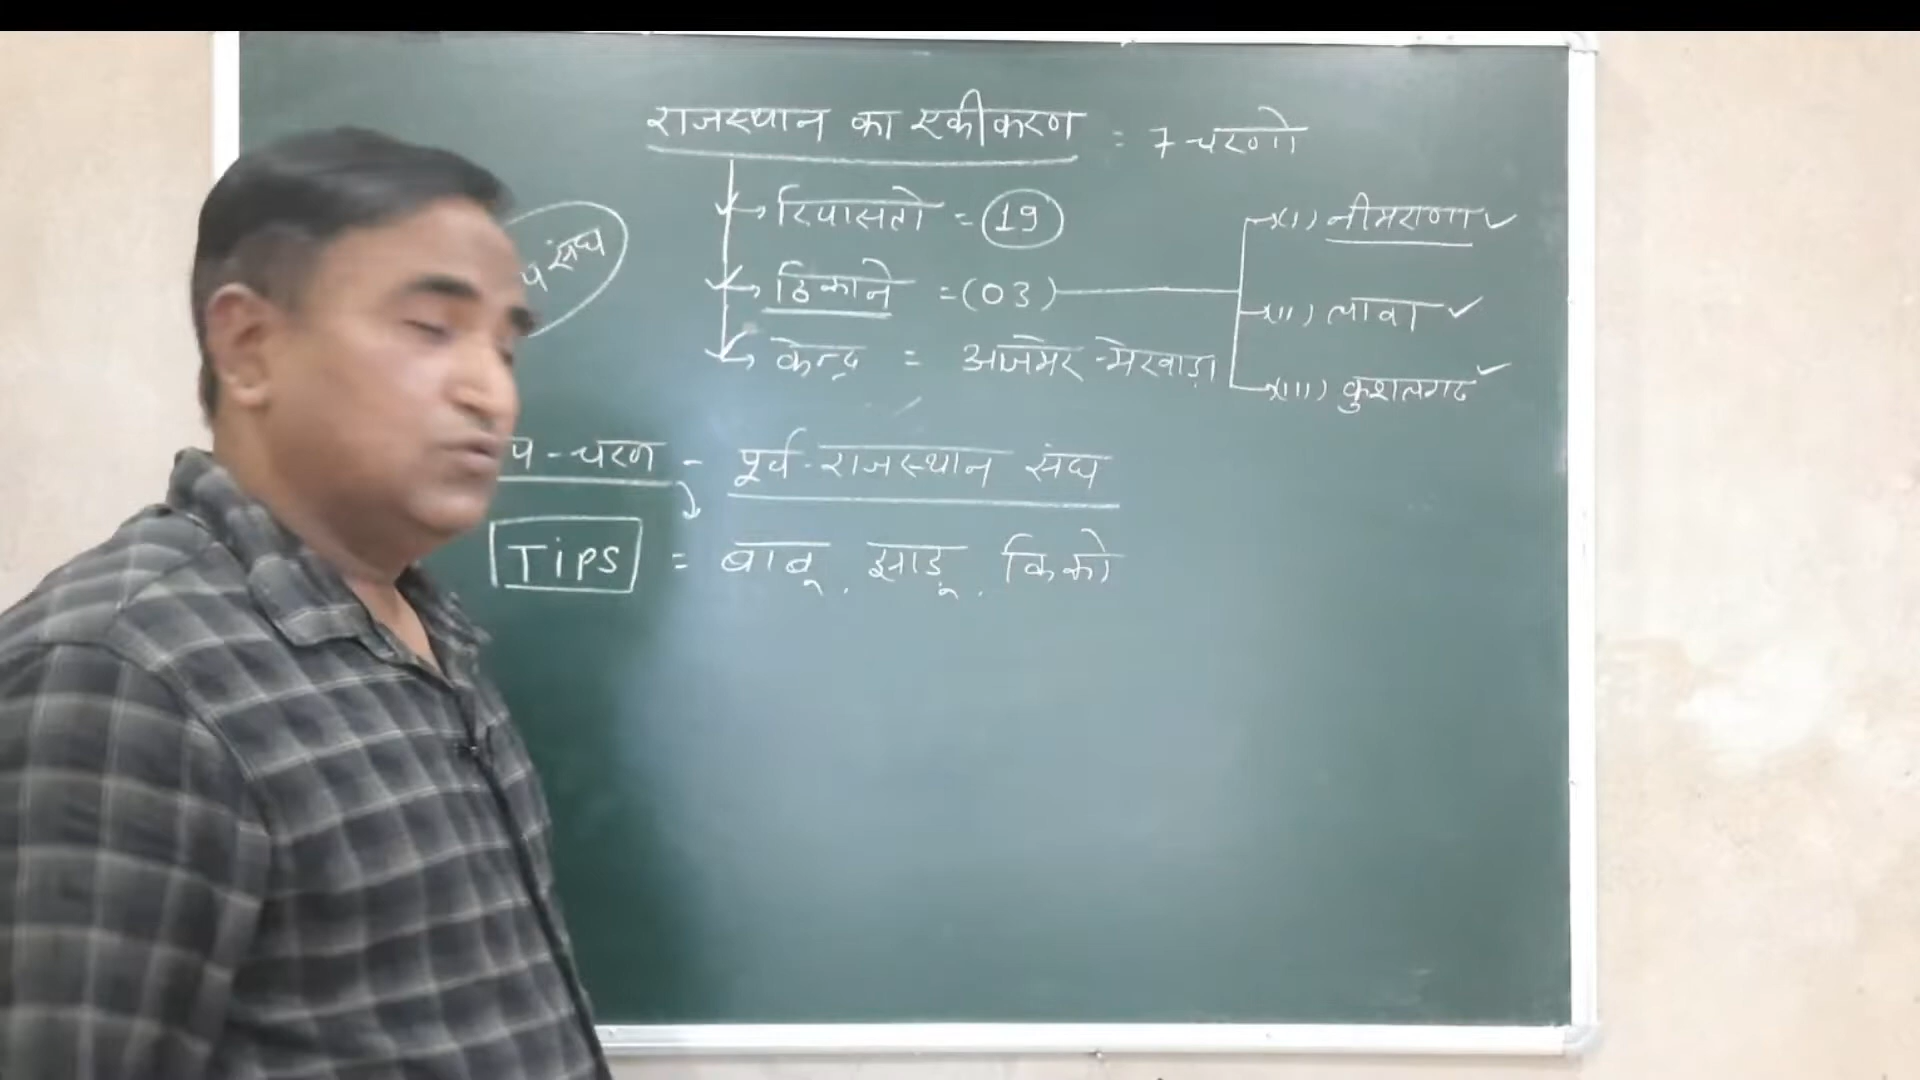 राजस्थान का एकीकरण = 7 चरणो
रियासतो = 19
ठिकाने = (03)
केन्द्र = अजमेर-मेरवाड़ा
(i) नीमराणा ✓
(ii) लावा ✓
(iii) कुशलगढ ✓
संघ
चरण - पूर्व-राजस्थान संघ
Tips = बाबू, झाडू, किको